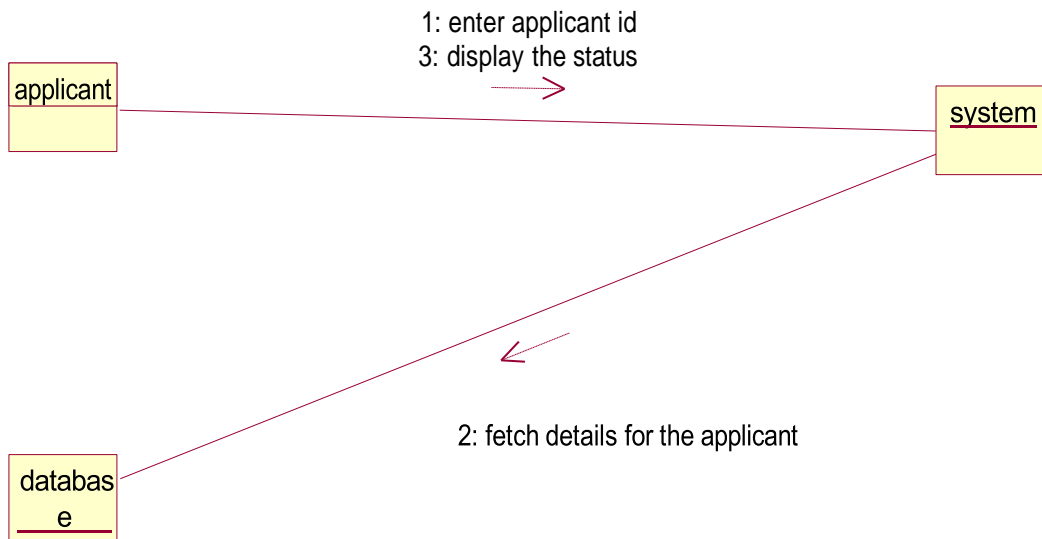 1: enter applicant id
3: display the status
applicant
system
2: fetch details for the applicant
databas
e